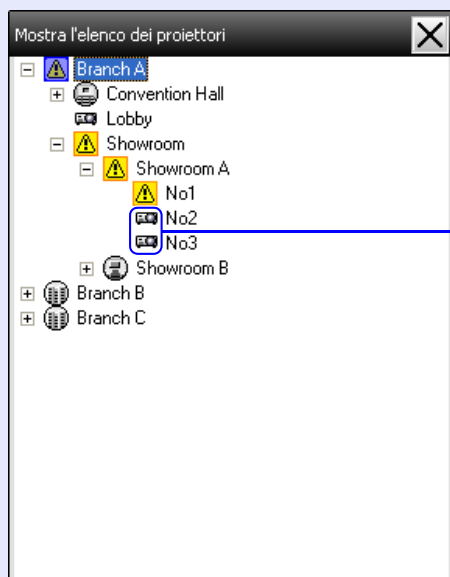 Mostra l'elenco dei proiettori
Branch A
Convention Hall
Lobby
Showroom
Showroom A
No1
No2
No3
Showroom B
Branch B
Branch C